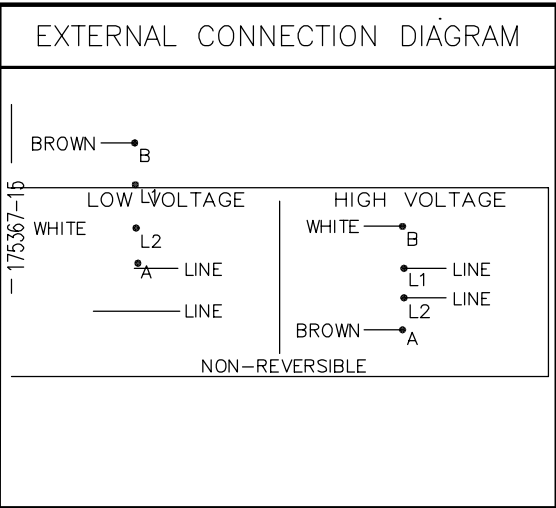 EXTERNAL CONNECTION DIAGRAM
BROWN
B
175367-15
L1
LOW VOLTAGE
WHITE
L2
A
LINE
LINE
HIGH VOLTAGE
WHITE
B
LINE
L1
LINE
L2
BROWN
A
NON-REVERSIBLE